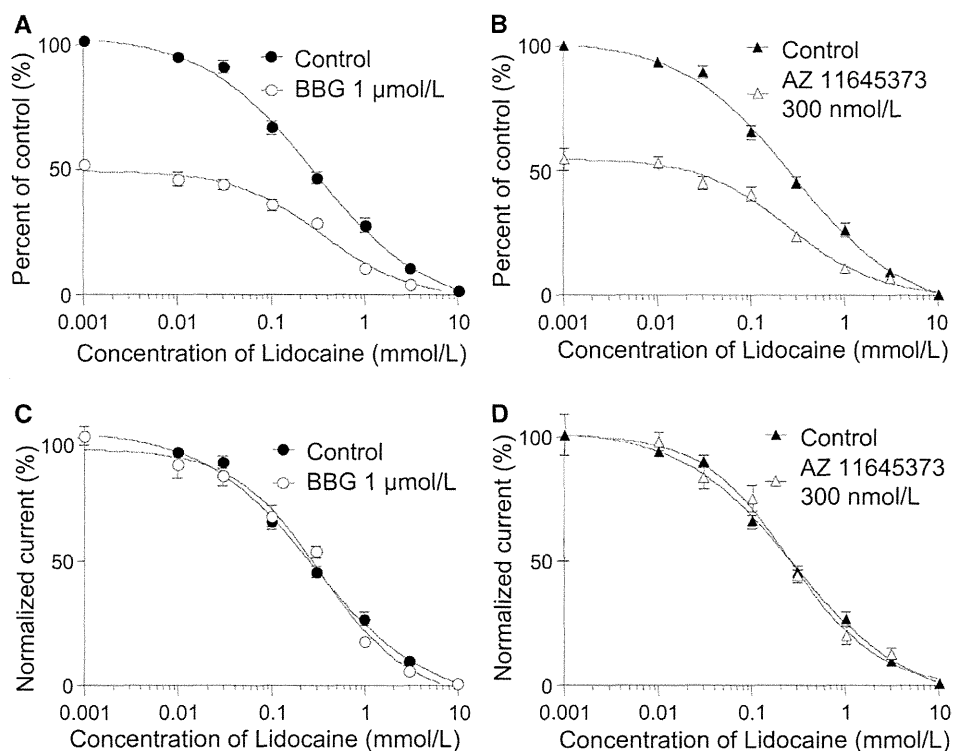 A
Percent of control (%)
100
50
0
Control
BBG 1 µmol/L
0.001
0.01
0.1
1
10
Concentration of Lidocaine (mmol/L)
B
Percent of control (%)
100
50
0
Control
AZ 11645373
300 nmol/L
0.001
0.01
0.1
1
10
Concentration of Lidocaine (mmol/L)
C
Normalized current (%)
100
50
0
Control
BBG 1 µmol/L
0.001
0.01
0.1
1
10
Concentration of Lidocaine (mmol/L)
D
Normalized current (%)
100
50
0
Control
AZ 11645373
300 nmol/L
0.001
0.01
0.1
1
10
Concentration of Lidocaine (mmol/L)